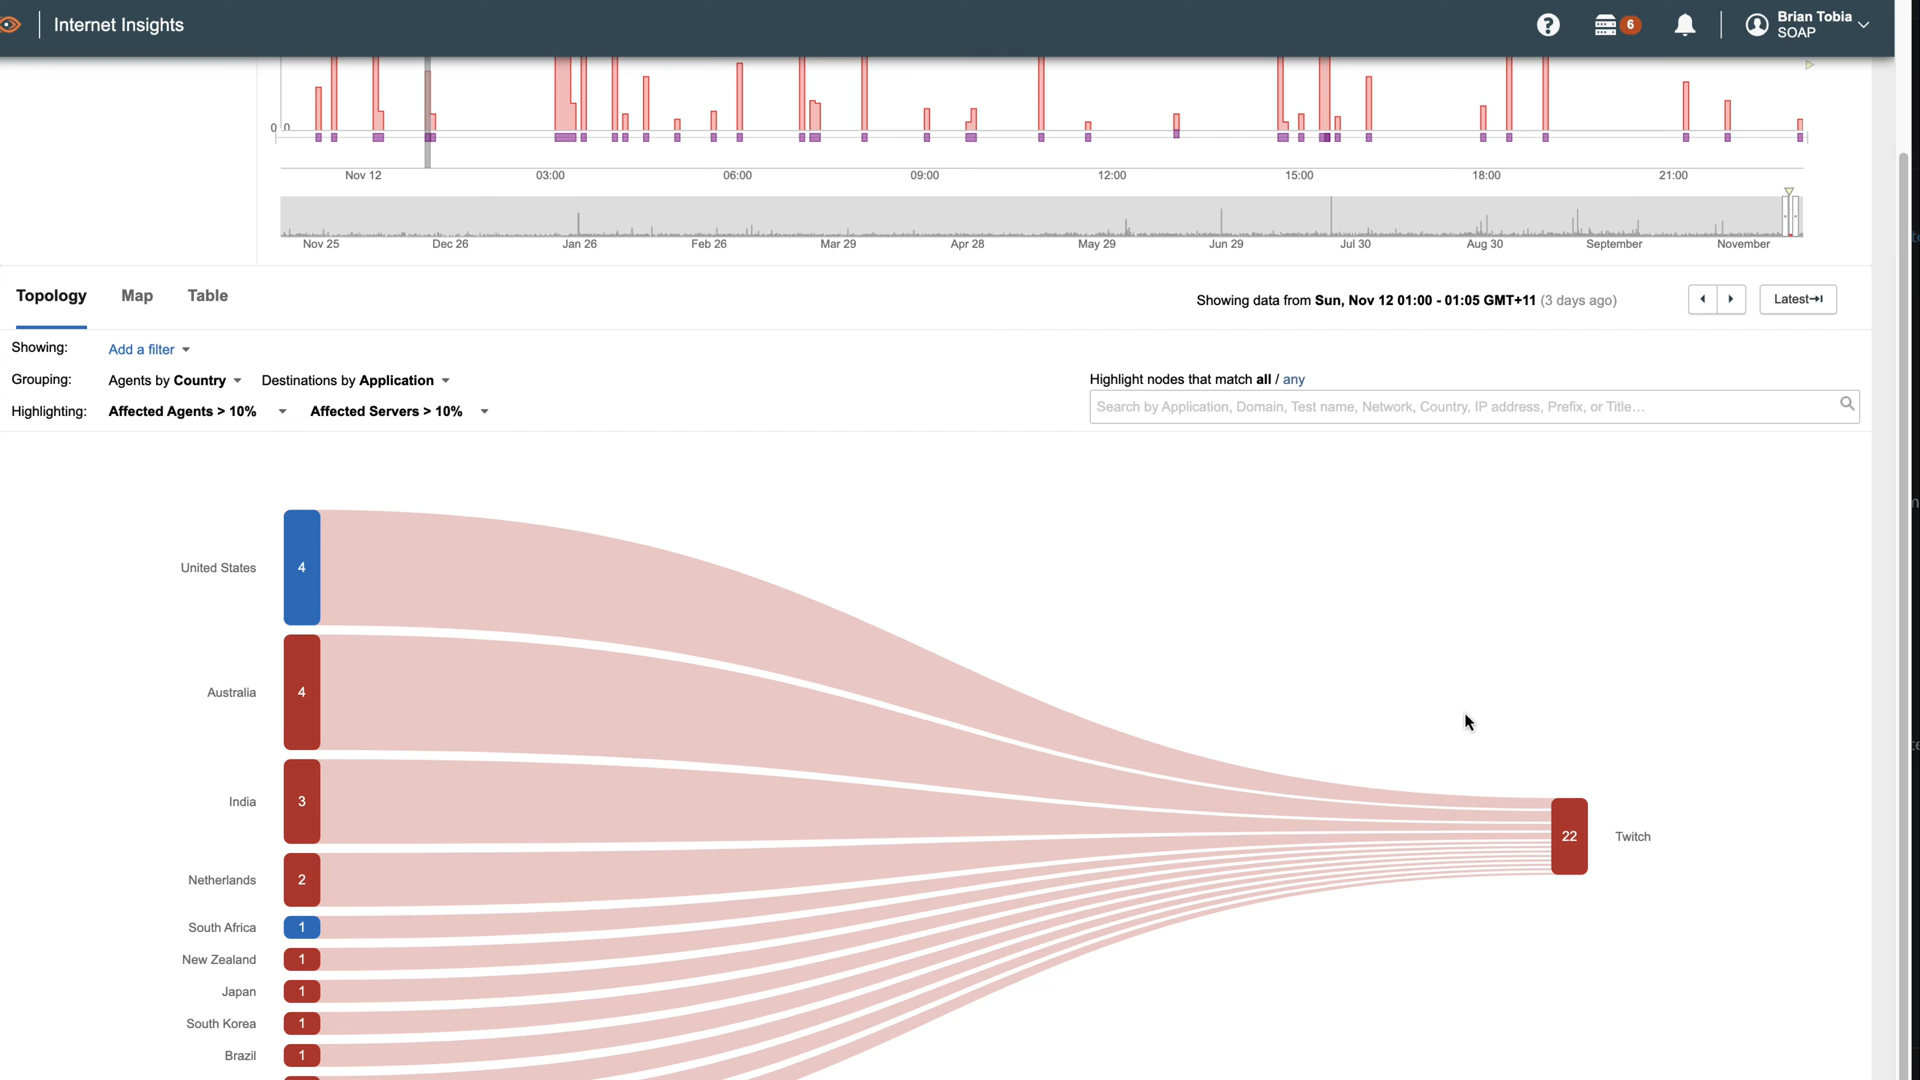 Internet Insights
6
Brian Tobia
SOAP
0 0
Nov 12 03:00 06:00 09:00 12:00 15:00 18:00 21:00
Nov 25 Dec 26 Jan 26 Feb 26 Mar 29 Apr 28 May 29 Jun 29 Jul 30 Aug 30 September November
Topology Map Table
Showing data from Sun, Nov 12 01:00 - 01:05 GMT+11 (3 days ago)
Latest
Showing: Add a filter
Grouping: Agents by Country Destinations by Application
Highlighting: Affected Agents > 10% Affected Servers > 10%
Highlight nodes that match all / any
Search by Application, Domain, Test name, Network, Country, IP address, Prefix, or Title...
United States 4
Australia 4
India 3
22 Twitch
Netherlands 2
South Africa 1
New Zealand 1
Japan 1
South Korea 1
Brazil 1